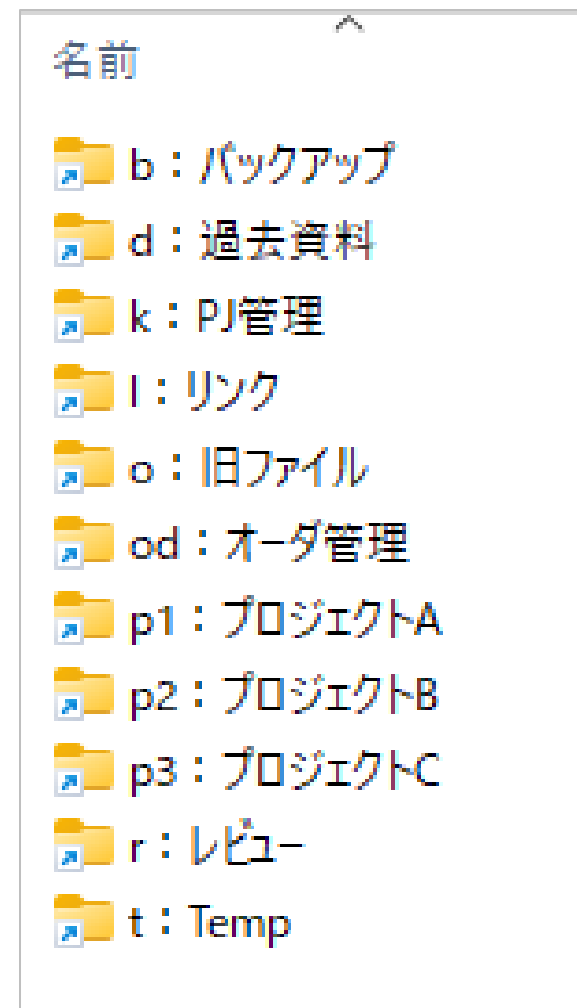 名前
b：バックアップ
d：過去資料
k：PJ管理
l：リンク
o：旧ファイル
od：オーダ管理
p1：プロジェクトA
p2：プロジェクトB
p3：プロジェクトC
r：レビュー
t：Temp